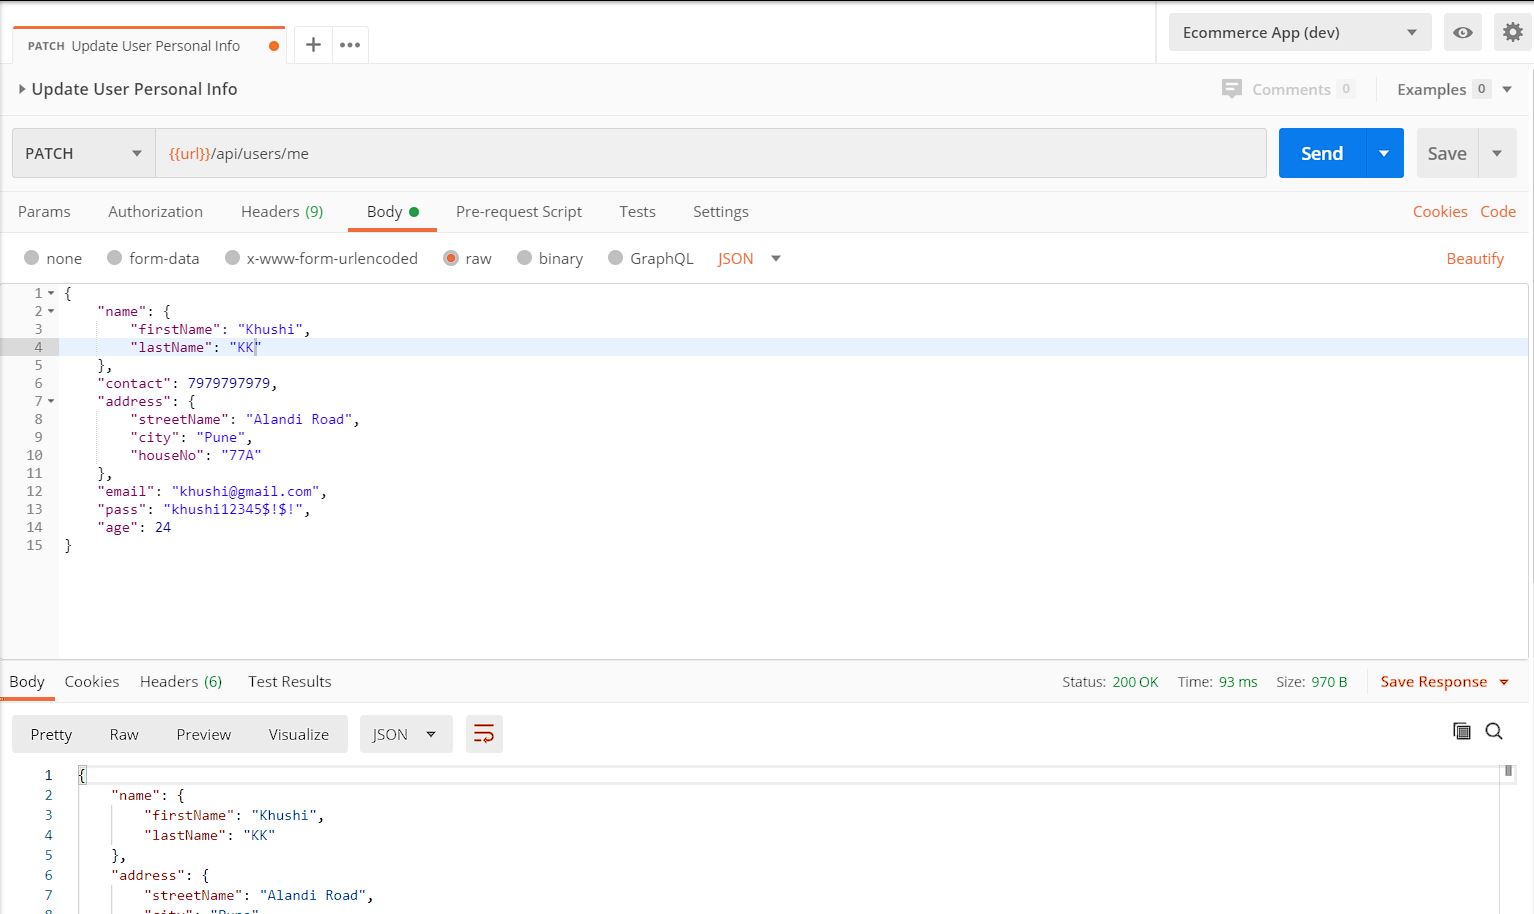 PATCH Update User Personal Info
+ •••
Ecommerce App (dev)
Update User Personal Info
Comments 0
Examples 0
PATCH
{{url}}/api/users/me
Send
Save
Params Authorization Headers (9) Body Pre-request Script Tests Settings
Cookies Code
none form-data x-www-form-urlencoded raw binary GraphQL JSON
Beautify
1 {
2 "name": {
3 "firstName": "Khushi",
4 "lastName": "KK"
5 },
6 "contact": 7979797979,
7 "address": {
8 "streetName": "Alandi Road",
9 "city": "Pune",
10 "houseNo": "77A"
11 },
12 "email": "khushi@gmail.com",
13 "pass": "khushi12345$!$!",
14 "age": 24
15 }
Body Cookies Headers (6) Test Results
Status: 200 OK Time: 93 ms Size: 970 B Save Response
Pretty Raw Preview Visualize JSON
1 {
2 "name": {
3 "firstName": "Khushi",
4 "lastName": "KK"
5 },
6 "address": {
7 "streetName": "Alandi Road",
8 "city": "Pune"